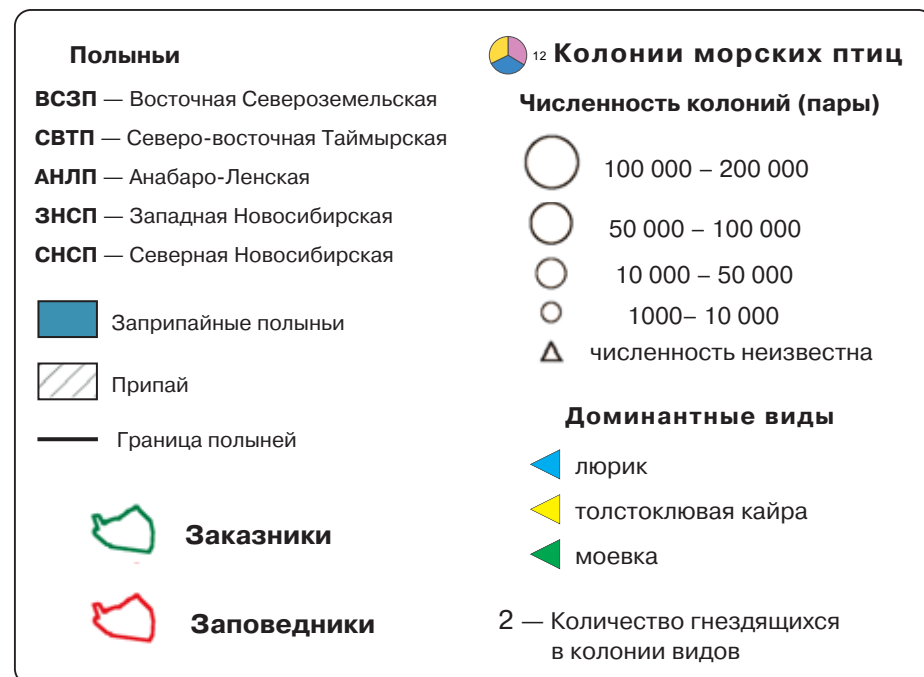 Полыньи
ВСЗП — Восточная Североземельская
СВТП — Северо-восточная Таймырская
АНЛП — Анабаро-Ленская
ЗНСП — Западная Новосибирская
СНСП — Северная Новосибирская
Заприпайные полыньи
Припай
Граница полыней
Заказники
Заповедники
12 Колонии морских птиц
Численность колоний (пары)
100 000 – 200 000
50 000 – 100 000
10 000 – 50 000
1000– 10 000
численность неизвестна
Доминантные виды
люрик
толстоклювая кайра
моевка
2 — Количество гнездящихся
в колонии видов